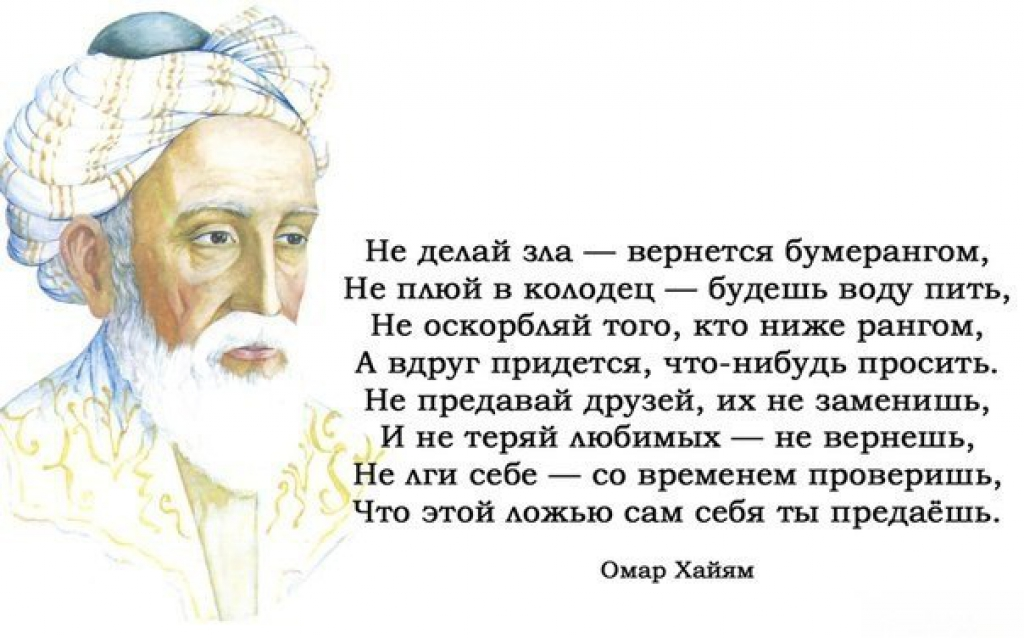 Не делай зла — вернется бумерангом,
Не плюй в колодец — будешь воду пить,
Не оскорбляй того, кто ниже рангом,
А вдруг придется, что-нибудь просить.
Не предавай друзей, их не заменишь,
И не теряй любимых — не вернешь,
Не лги себе — со временем проверишь,
Что этой ложью сам себя ты предаёшь.
Омар Хайям